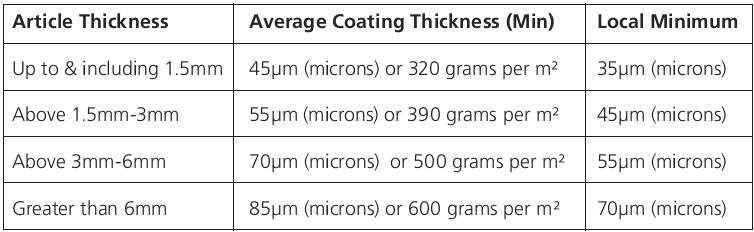 Article Thickness Average Coating Thickness (Min) Local Minimum
Up to & including 1.5mm 45µm (microns) or 320 grams per m² 35µm (microns)
Above 1.5mm-3mm 55µm (microns) or 390 grams per m² 45µm (microns)
Above 3mm-6mm 70µm (microns) or 500 grams per m² 55µm (microns)
Greater than 6mm 85µm (microns) or 600 grams per m² 70µm (microns)